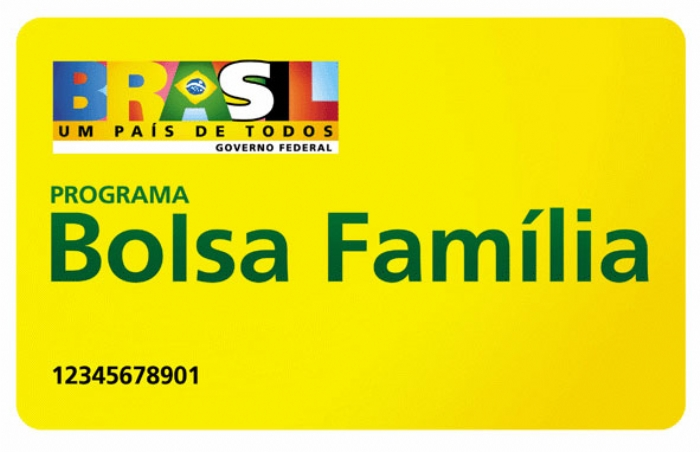 BRASIL
UM PAÍS DE TODOS
GOVERNO FEDERAL
PROGRAMA
Bolsa Família
12345678901